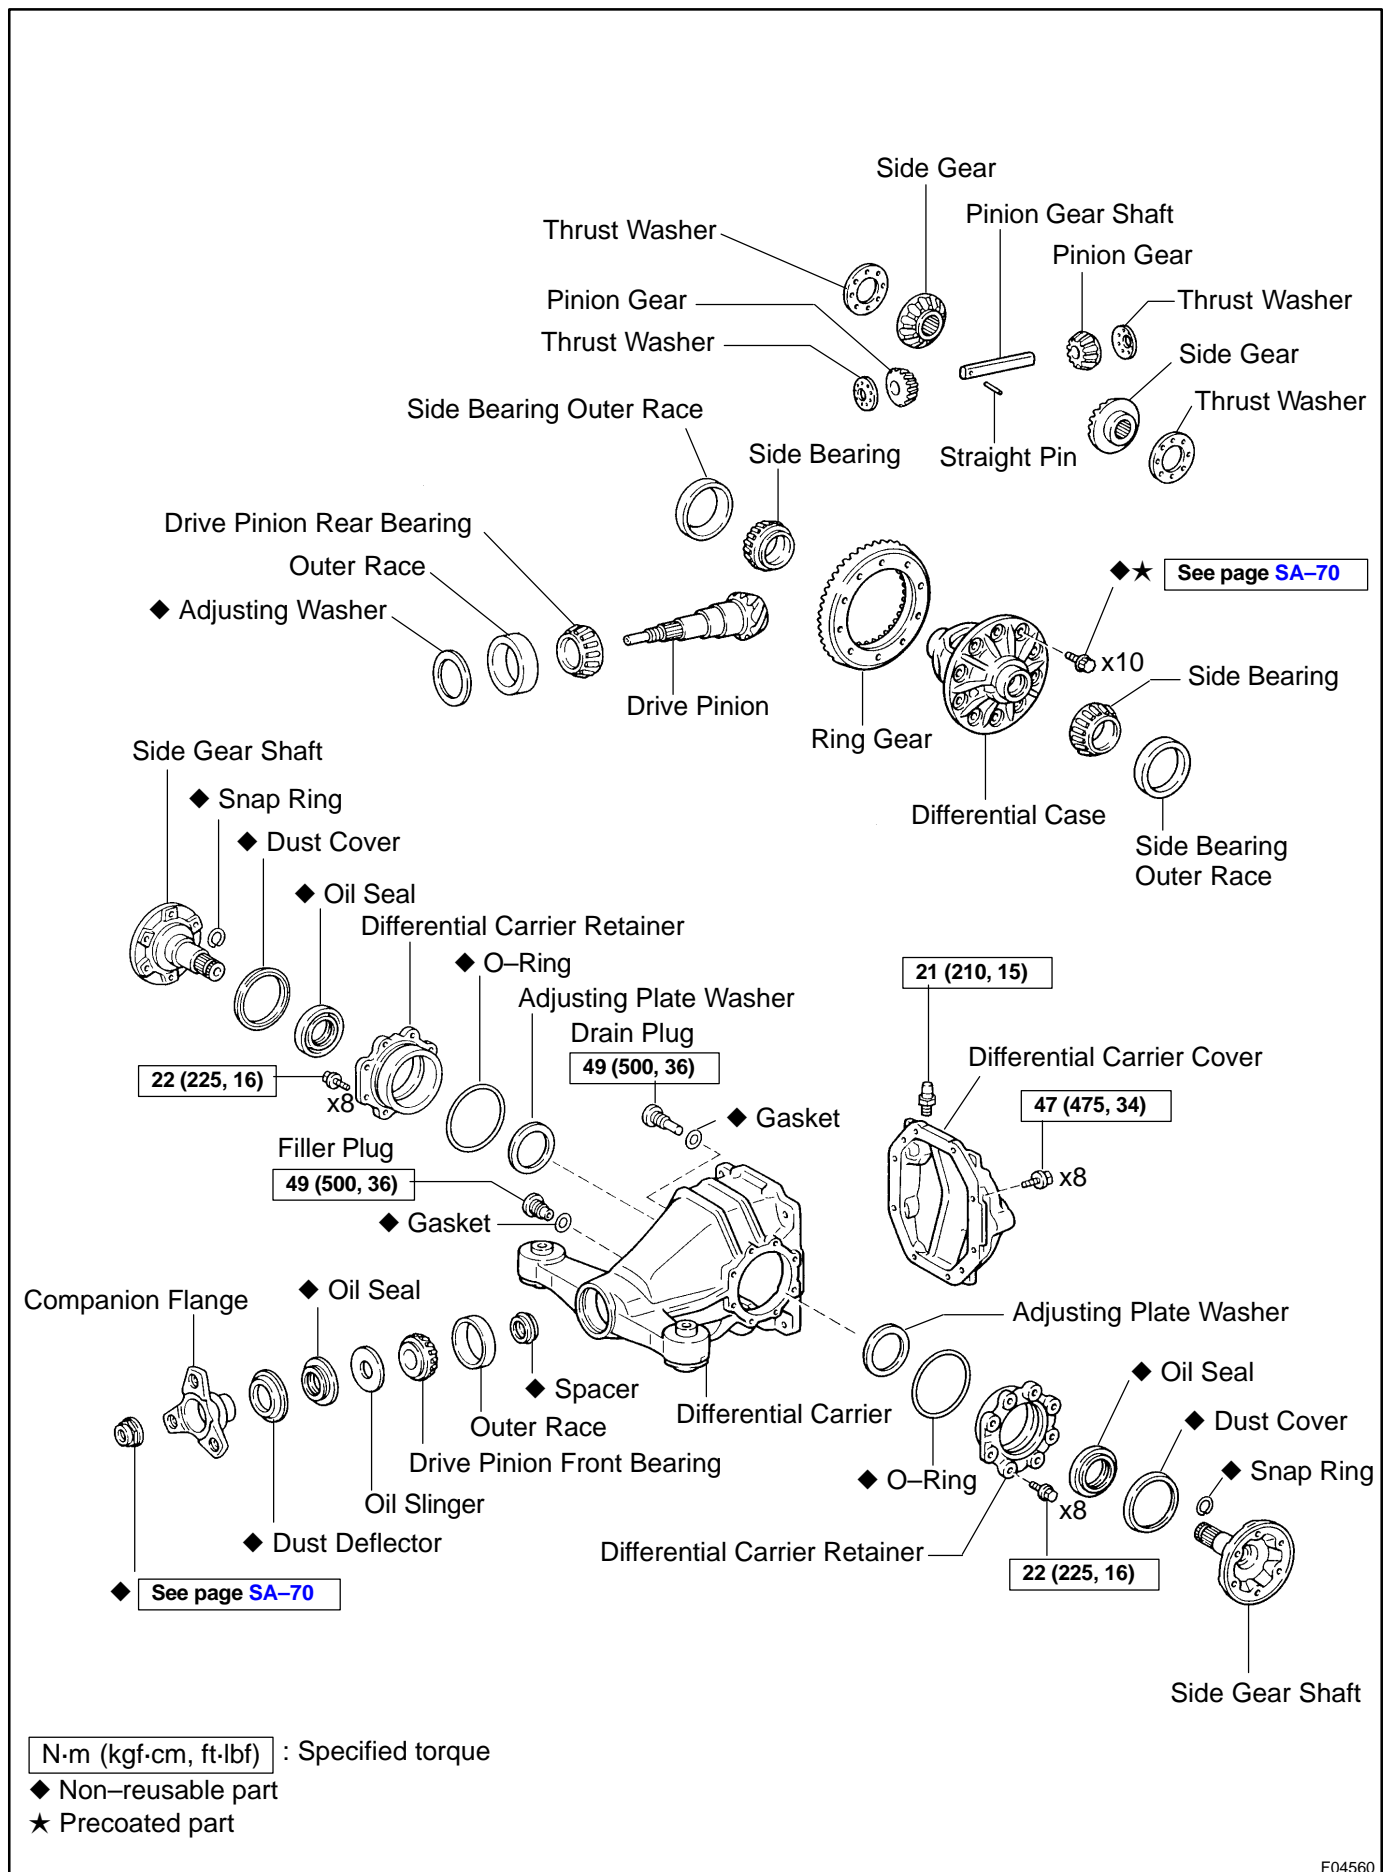 Side Gear
Pinion Gear Shaft
Thrust Washer
Pinion Gear
Pinion Gear
Thrust Washer
Thrust Washer
Side Gear
Side Bearing Outer Race
Thrust Washer
Side Bearing
Straight Pin
Drive Pinion Rear Bearing
Outer Race
◆★ See page SA–70
◆ Adjusting Washer
x10
Side Bearing
Drive Pinion
Ring Gear
Side Gear Shaft
◆ Snap Ring
Differential Case
◆ Dust Cover
Side Bearing
Outer Race
◆ Oil Seal
Differential Carrier Retainer
◆ O–Ring
21 (210, 15)
Adjusting Plate Washer
Drain Plug
Differential Carrier Cover
49 (500, 36)
22 (225, 16)
x8
47 (475, 34)
◆ Gasket
Filler Plug
x8
49 (500, 36)
◆ Gasket
◆ Oil Seal
Companion Flange
Adjusting Plate Washer
◆ Oil Seal
◆ Spacer
Differential Carrier
◆ Dust Cover
Outer Race
Drive Pinion Front Bearing
◆ O–Ring
◆ Snap Ring
Oil Slinger
x8
◆ Dust Deflector
Differential Carrier Retainer
22 (225, 16)
◆ See page SA–70
Side Gear Shaft
N·m (kgf·cm, ft·lbf) : Specified torque
◆ Non–reusable part
★ Precoated part
F04560